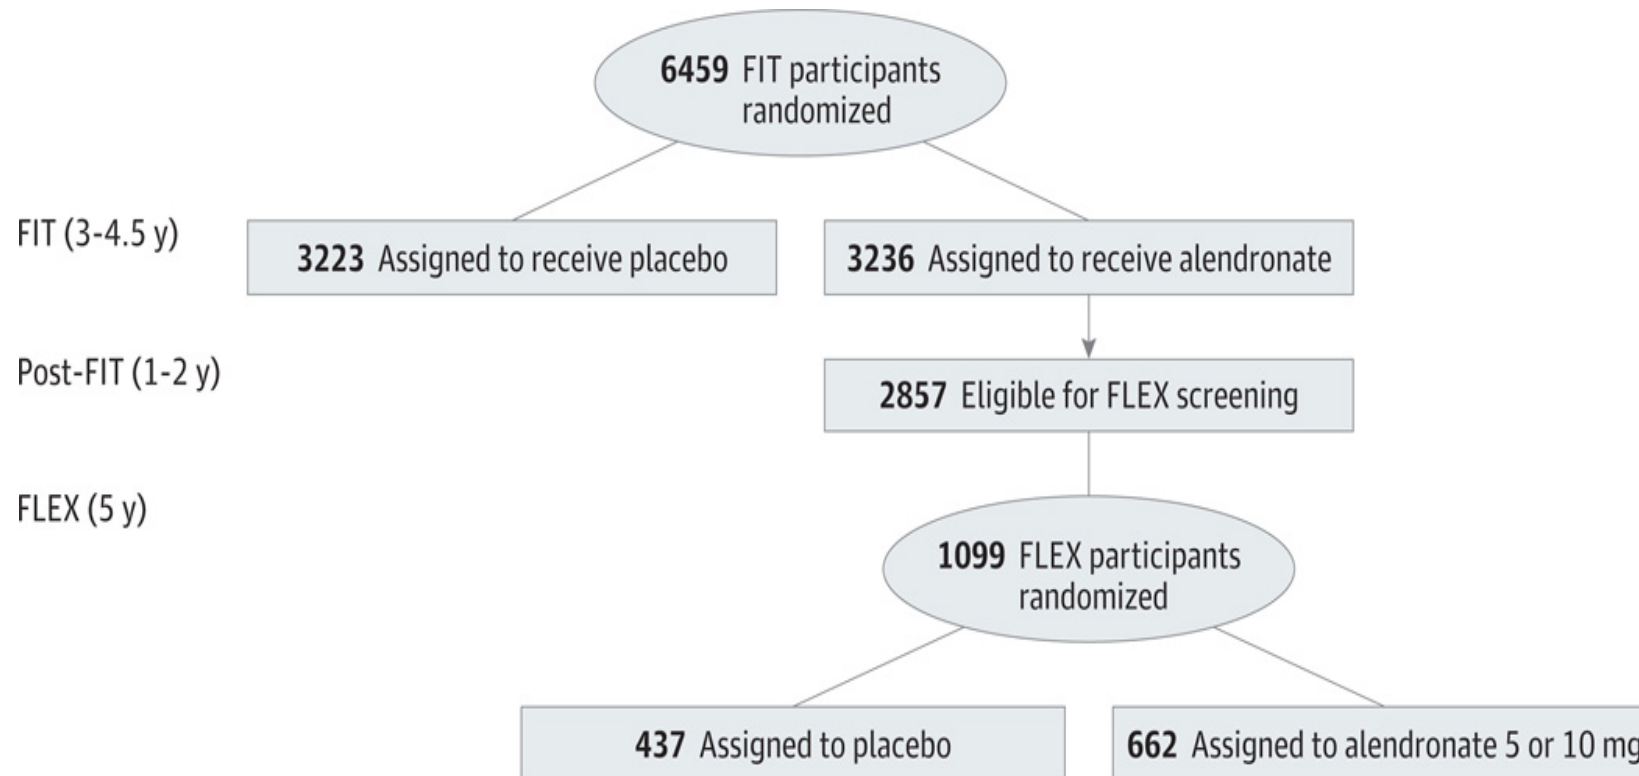 6459 FIT participants
randomized
FIT (3-4.5 y)
3223 Assigned to receive placebo
3236 Assigned to receive alendronate
Post-FIT (1-2 y)
2857 Eligible for FLEX screening
FLEX (5 y)
1099 FLEX participants
randomized
437 Assigned to placebo
662 Assigned to alendronate 5 or 10 mg